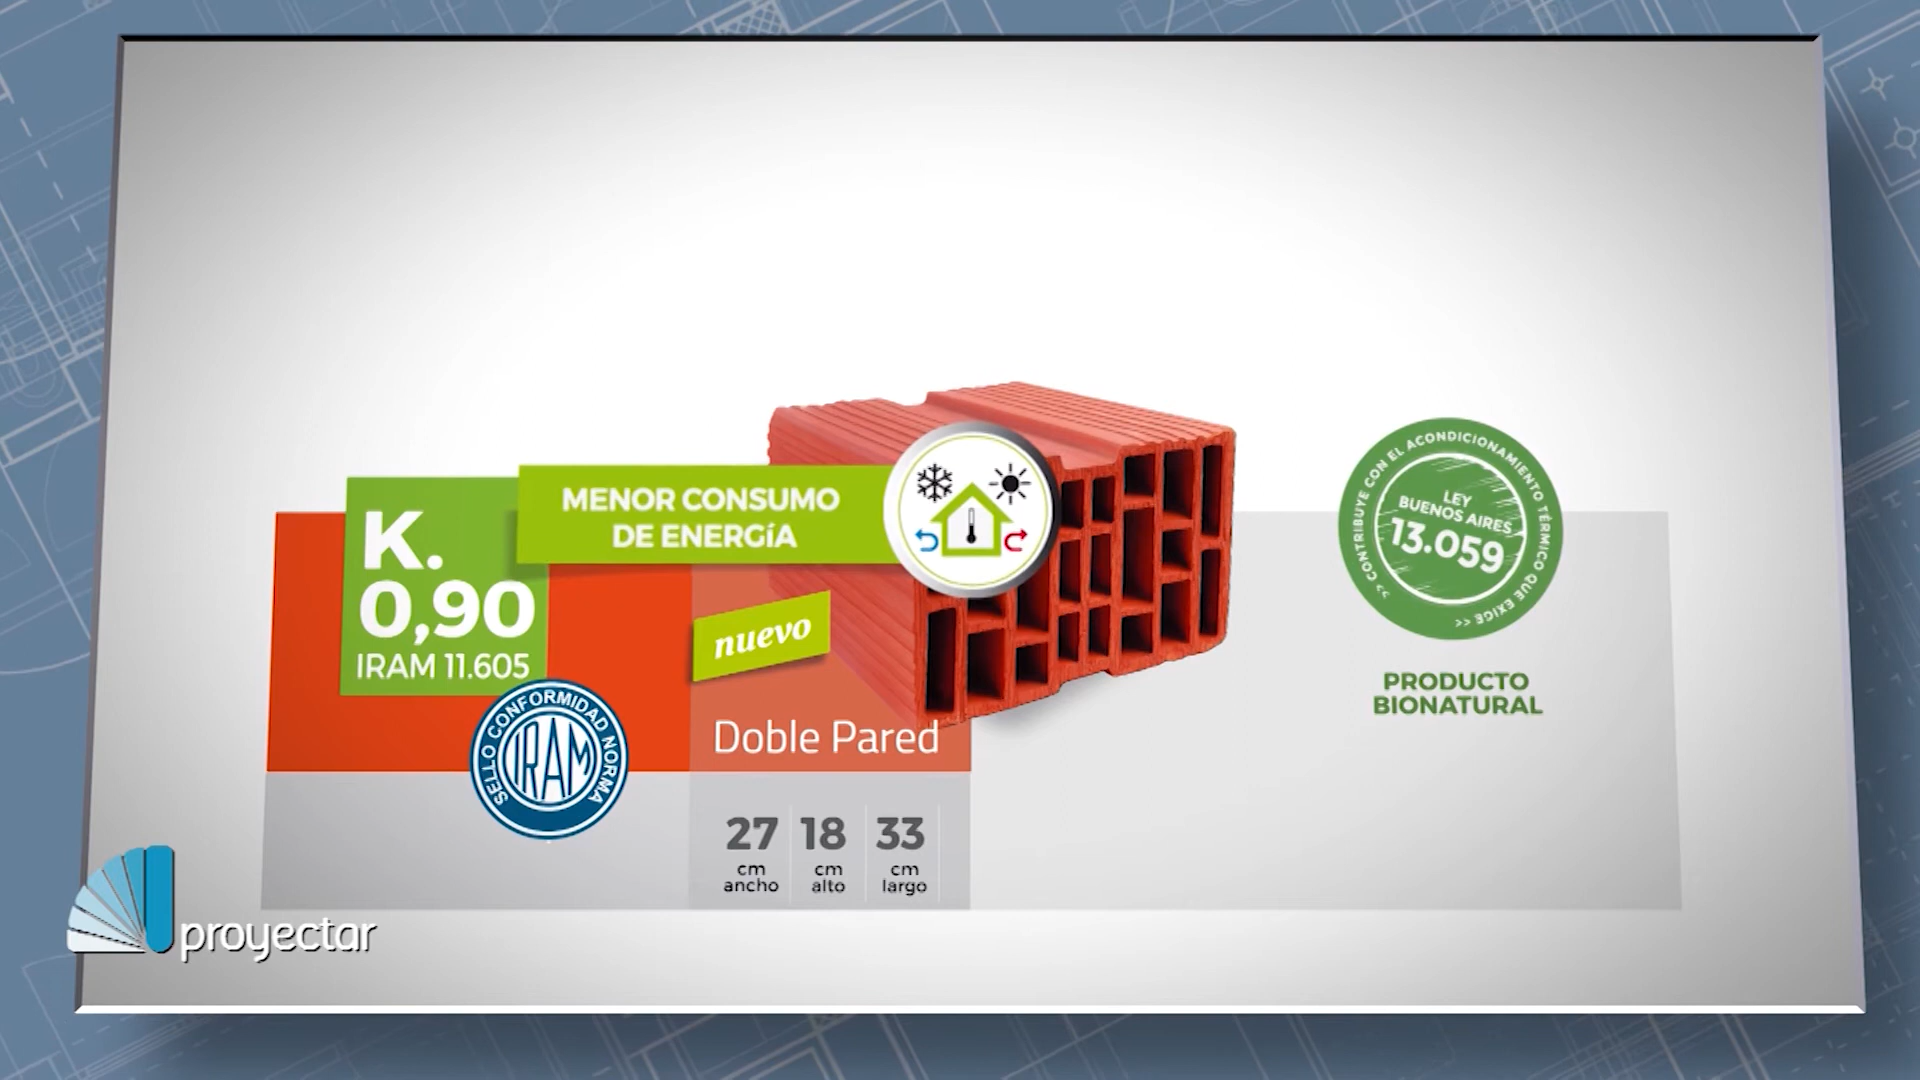 MENOR CONSUMO
DE ENERGÍA
K.
0,90
IRAM 11.605
nuevo
SELLO CONFORMIDAD NORMA
IRAM
Doble Pared
27 18 33
cm cm cm
ancho alto largo
>> CONTRIBUYE CON EL ACONDICIONAMIENTO TÉRMICO QUE EXIGE <<
LEY
BUENOS AIRES
13.059
PRODUCTO
BIONATURAL
proyectar